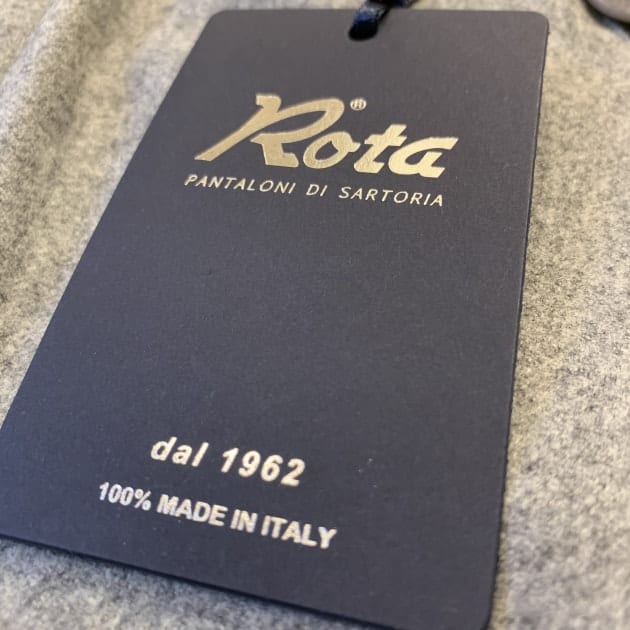 Rota®
PANTALONI DI SARTORIA
dal 1962
100% MADE IN ITALY